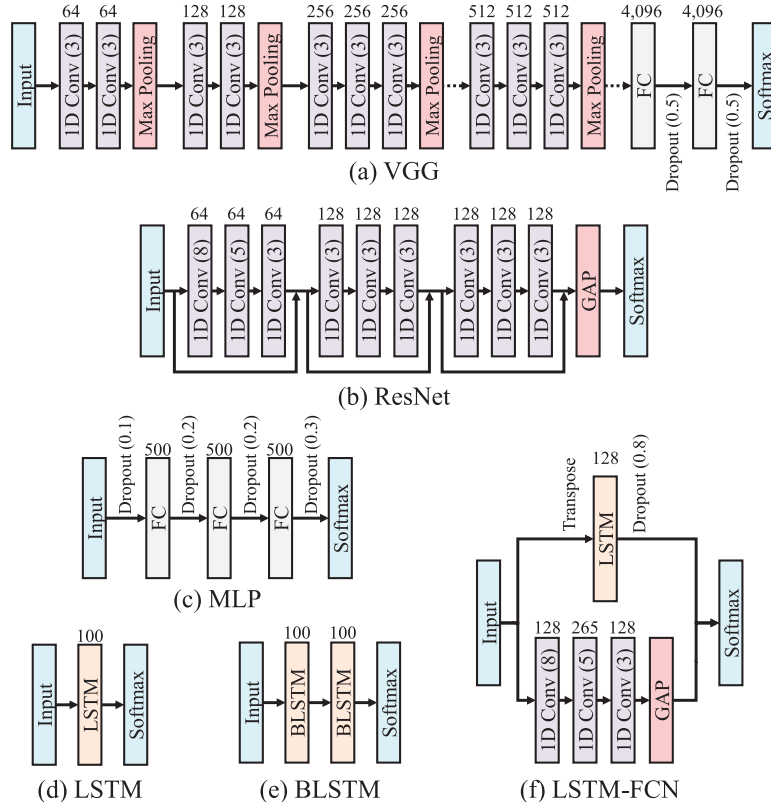 64 64 128 128 256 256 256 512 512 512 4,096 4,096
Input 1D Conv (3) 1D Conv (3) Max Pooling 1D Conv (3) 1D Conv (3) Max Pooling 1D Conv (3) 1D Conv (3) 1D Conv (3) Max Pooling 1D Conv (3) 1D Conv (3) 1D Conv (3) Max Pooling FC Dropout (0.5) FC Dropout (0.5) Softmax
(a) VGG
64 64 64 128 128 128 128 128 128
Input 1D Conv (8) 1D Conv (5) 1D Conv (3) 1D Conv (3) 1D Conv (3) 1D Conv (3) 1D Conv (3) 1D Conv (3) 1D Conv (3) GAP Softmax
(b) ResNet
500 500 500
Input Dropout (0.1) FC Dropout (0.2) FC Dropout (0.2) FC Dropout (0.3) Softmax
(c) MLP
100
Input LSTM Softmax
(d) LSTM
100 100
Input BLSTM BLSTM Softmax
(e) BLSTM
128
Transpose LSTM Dropout (0.8)
Input Softmax
128 265 128
1D Conv (8) 1D Conv (5) 1D Conv (3) GAP
(f) LSTM-FCN